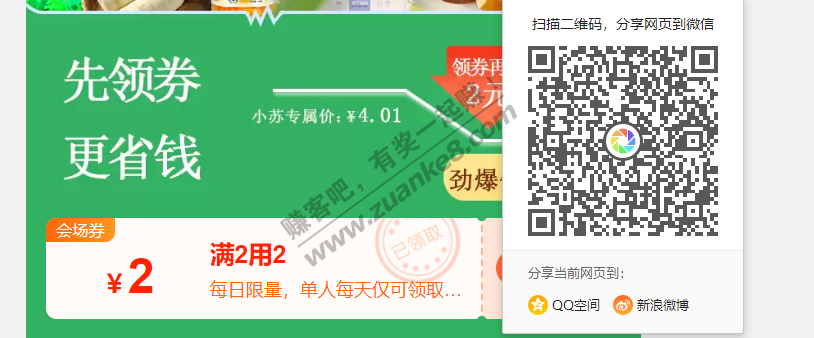 先领券
更省钱
小苏专属价:¥4.01
领券再
2元
劲爆
会场券
¥2
满2用2
每日限量，单人每天仅可领取...
已领取
扫描二维码，分享网页到微信
分享当前网页到：
QQ空间 新浪微博
赚客吧，有奖一起赚！
www.zuanke8.com